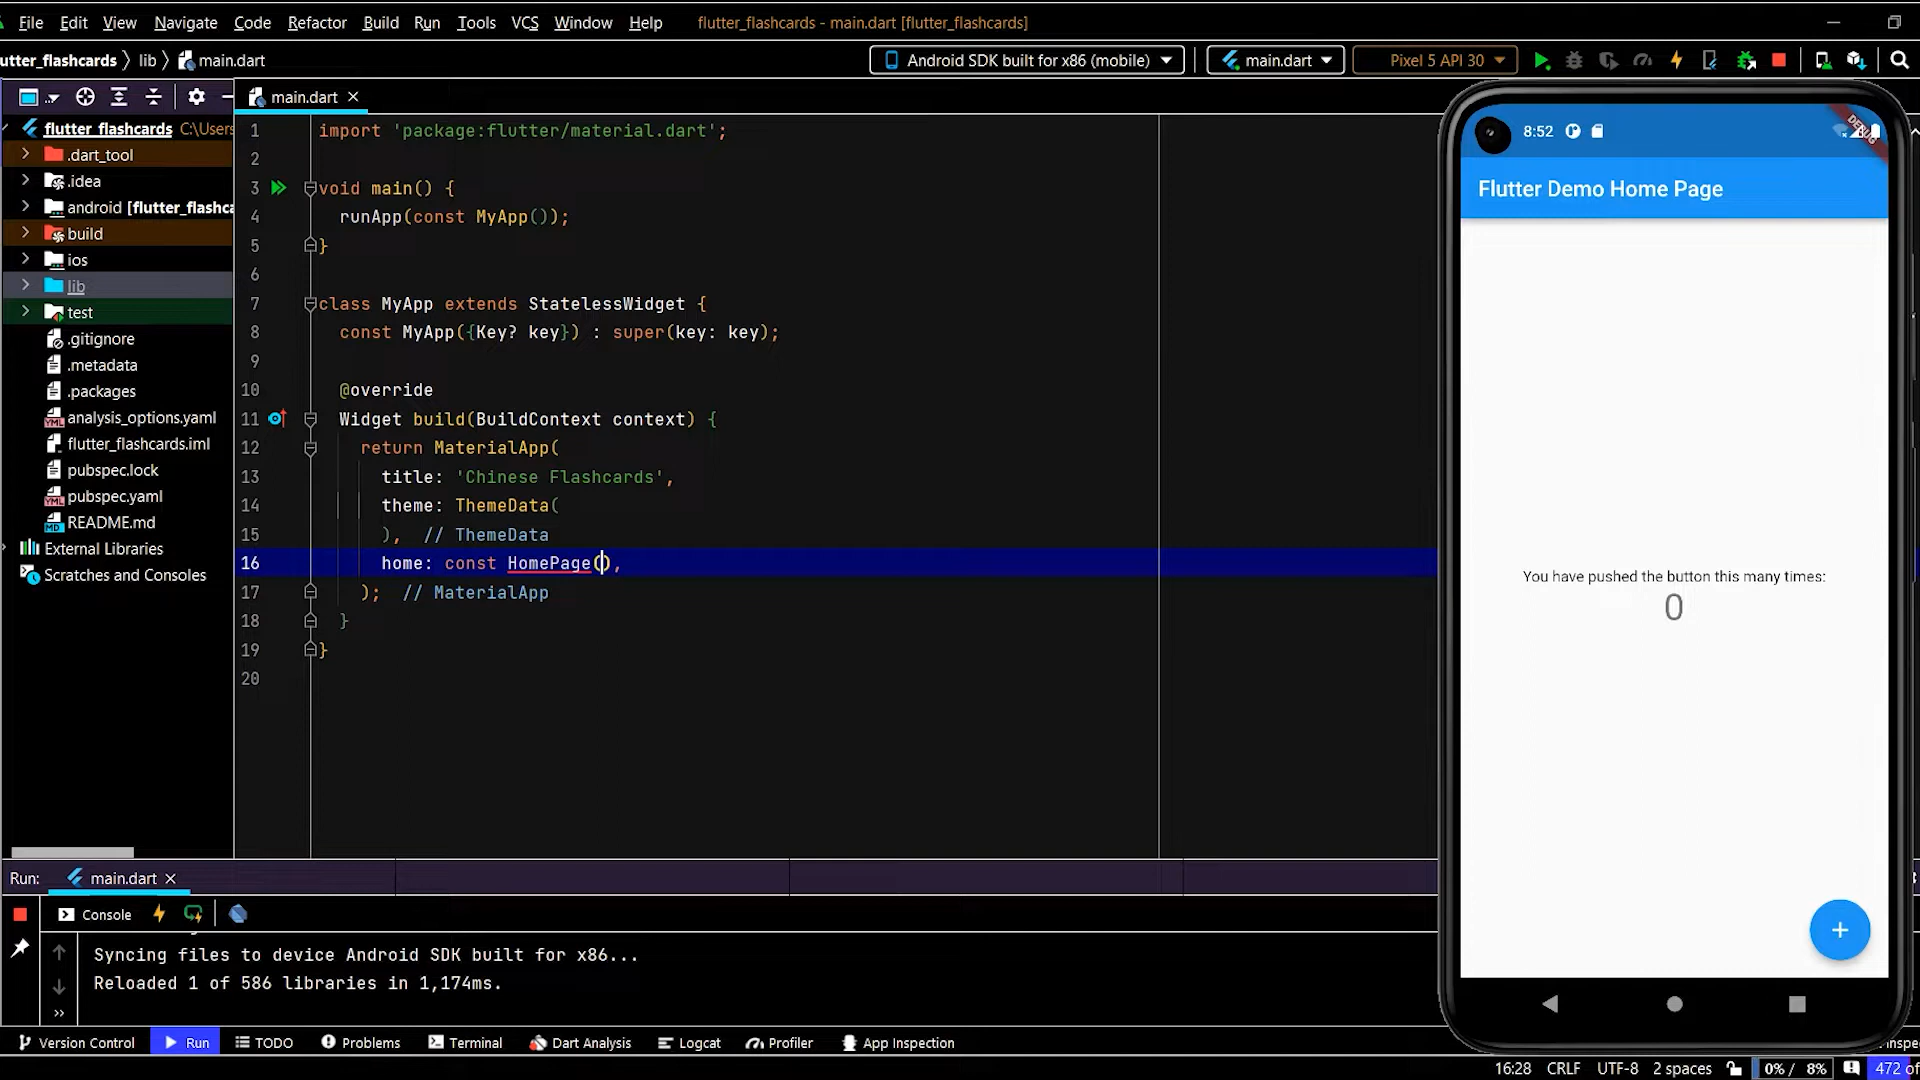 File Edit View Navigate Code Refactor Build Run Tools VCS Window Help flutter_flashcards - main.dart [flutter_flashcards]
utter_flashcards lib main.dart Android SDK built for x86 (mobile) main.dart Pixel 5 API 30
main.dart
flutter_flashcards C:\Users
.dart_tool
.idea
android [flutter_flashca
build
ios
lib
test
.gitignore
.metadata
.packages
analysis_options.yaml
flutter_flashcards.iml
pubspec.lock
pubspec.yaml
README.md
External Libraries
Scratches and Consoles
1 import 'package:flutter/material.dart';
2
3 void main() {
4 runApp(const MyApp());
5 }
6
7 class MyApp extends StatelessWidget {
8 const MyApp({Key? key}) : super(key: key);
9
10 @override
11 Widget build(BuildContext context) {
12 return MaterialApp(
13 title: 'Chinese Flashcards',
14 theme: ThemeData(
15 ), // ThemeData
16 home: const HomePage(),
17 ); // MaterialApp
18 }
19 }
20
8:52
DEBUG
Flutter Demo Home Page
You have pushed the button this many times:
0
+
Run: main.dart
Console
Syncing files to device Android SDK built for x86...
Reloaded 1 of 586 libraries in 1,174ms.
Version Control Run TODO Problems Terminal Dart Analysis Logcat Profiler App Inspection
16:28 CRLF UTF-8 2 spaces 0% / 8% 472 of